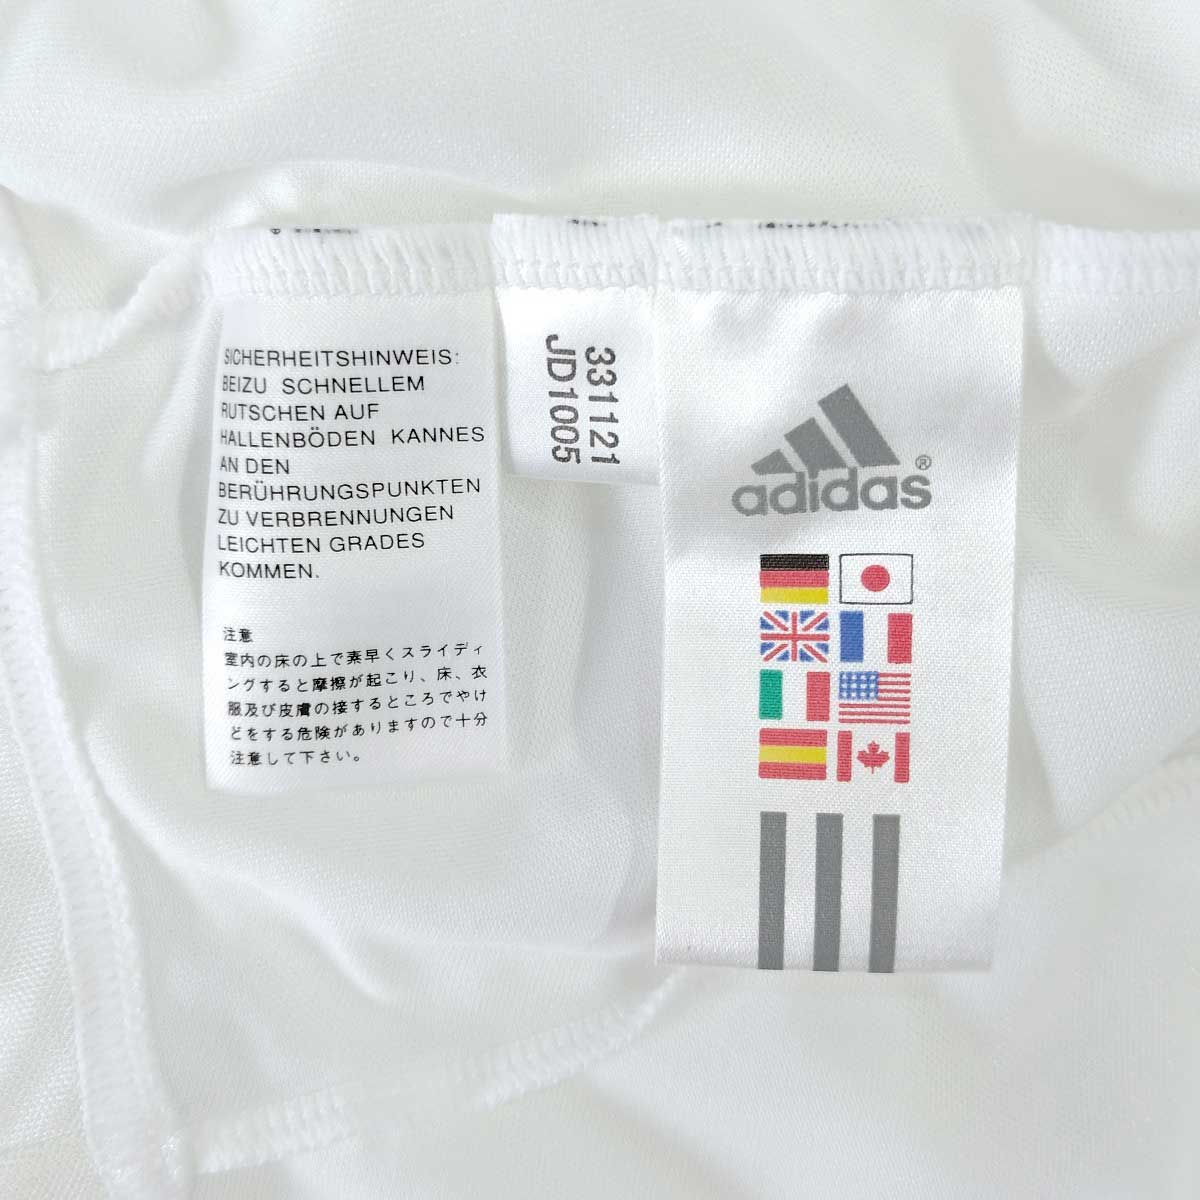 SICHERHEITSHINWEIS:
BEIZU SCHNELLEM
RUTSCHEN AUF
HALLENBÖDEN KANNES
AN DEN
BERÜHRUNGSPUNKTEN
ZU VERBRENNUNGEN
LEICHTEN GRADES
KOMMEN.
注意
室内の床の上で素早くスライディ
ングすると摩擦が起こり、床、衣
服及び皮膚の接するところでやけ
どをする危険がありますので十分
注意して下さい。
331121
JD1005
adidas®